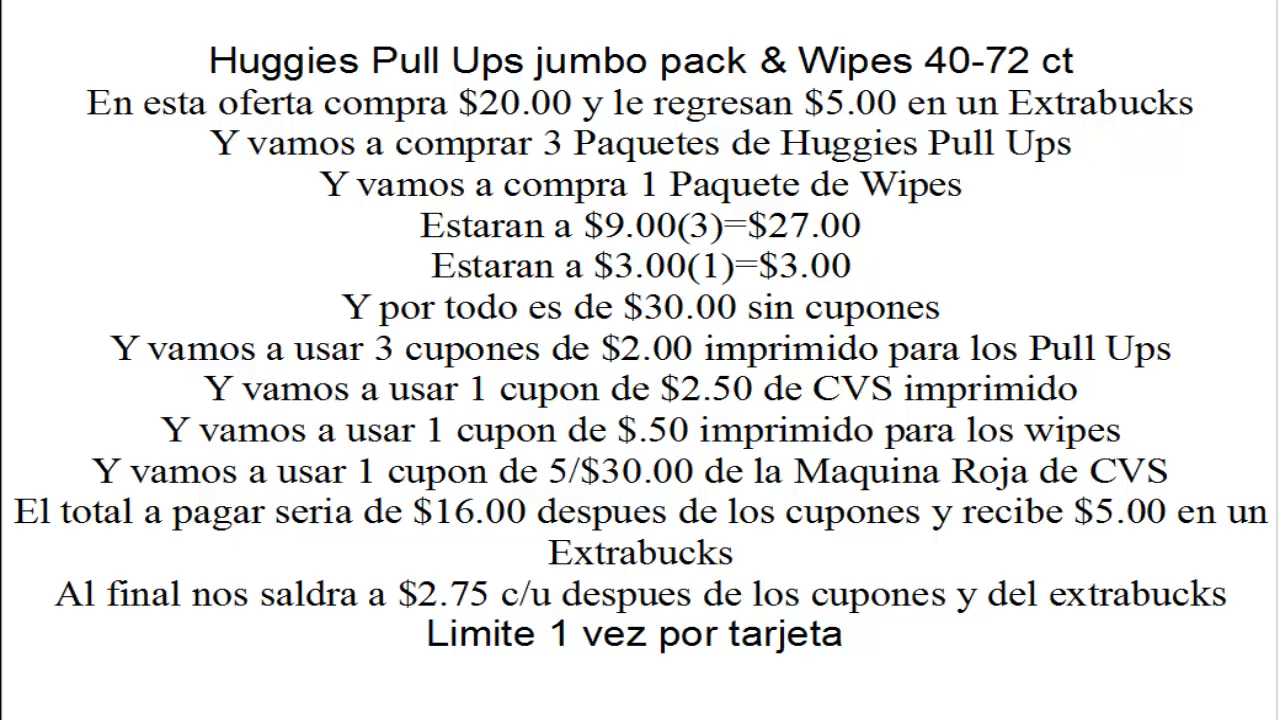 Huggies Pull Ups jumbo pack & Wipes 40-72 ct
En esta oferta compra $20.00 y le regresan $5.00 en un Extrabucks
Y vamos a comprar 3 Paquetes de Huggies Pull Ups
Y vamos a compra 1 Paquete de Wipes
Estaran a $9.00(3)=$27.00
Estaran a $3.00(1)=$3.00
Y por todo es de $30.00 sin cupones
Y vamos a usar 3 cupones de $2.00 imprimido para los Pull Ups
Y vamos a usar 1 cupon de $2.50 de CVS imprimido
Y vamos a usar 1 cupon de $.50 imprimido para los wipes
Y vamos a usar 1 cupon de 5/$30.00 de la Maquina Roja de CVS
El total a pagar seria de $16.00 despues de los cupones y recibe $5.00 en un
Extrabucks
Al final nos saldra a $2.75 c/u despues de los cupones y del extrabucks
Limite 1 vez por tarjeta